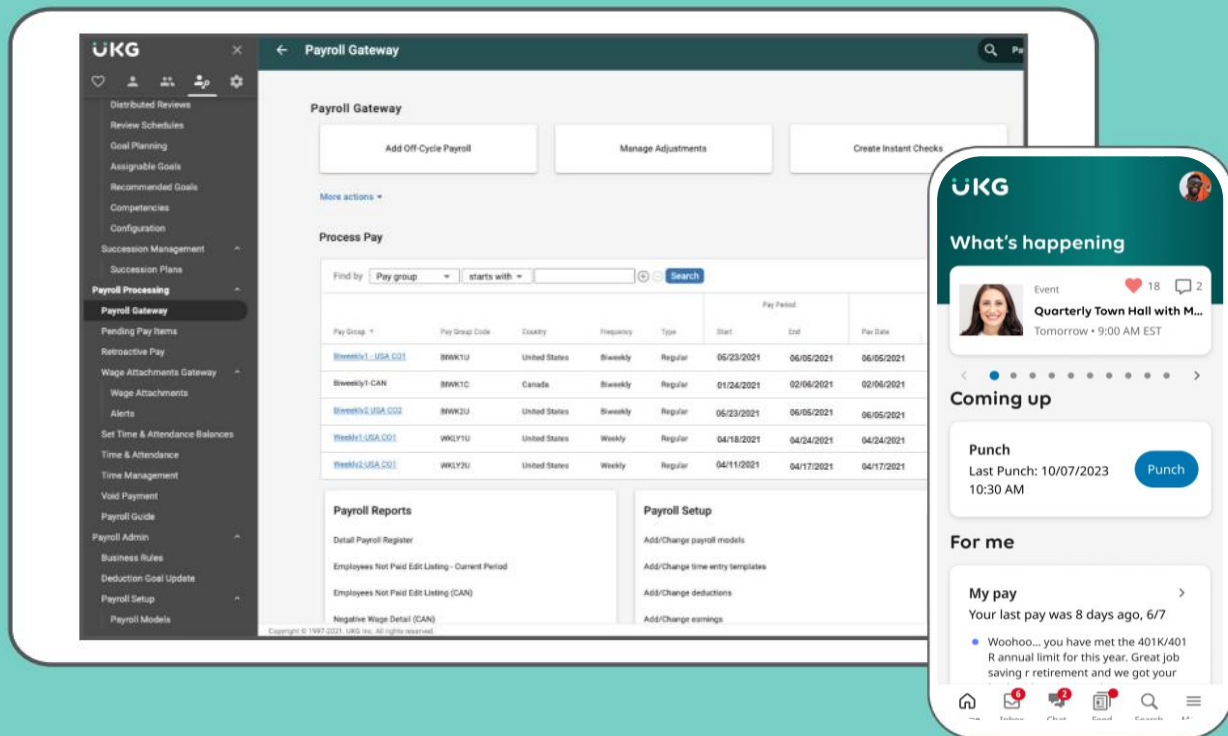 UKG
Payroll Gateway
Distributed Reviews
Review Schedules
Goal Planning
Assignable Goals
Recommended Goals
Competencies
Configuration
Succession Management
Succession Plans
Payroll Processing
Payroll Gateway
Pending Pay Items
Retroactive Pay
Wage Attachments Gateway
Wage Attachments
Alerts
Set Time & Attendance Balances
Time & Attendance
Time Management
Void Payment
Payroll Guide
Payroll Admin
Business Rules
Deduction Goal Update
Payroll Setup
Payroll Models
Payroll Gateway
Add Off-Cycle Payroll
Manage Adjustments
Create Instant Checks
More actions
Process Pay
Find by Pay group starts with Search
Pay Period
Pay Group Pay Group Code Country Frequency Type Start End Pay Date
Biweekly1 - USA CO1 BIWK1U United States Biweekly Regular 05/23/2021 06/05/2021 06/05/2021
Biweekly1-CAN BIWK1C Canada Biweekly Regular 01/24/2021 02/06/2021 02/06/2021
Biweekly2 USA CO2 BIWK2U United States Biweekly Regular 05/23/2021 06/05/2021 06/05/2021
Weekly1-USA CO1 WKLY1U United States Weekly Regular 04/18/2021 04/24/2021 04/24/2021
Weekly2-USA CO1 WKLY2U United States Weekly Regular 04/11/2021 04/17/2021 04/17/2021
Payroll Reports
Detail Payroll Register
Employees Not Paid Edit Listing - Current Period
Employees Not Paid Edit Listing (CAN)
Negative Wage Detail (CAN)
Payroll Setup
Add/Change payroll models
Add/Change time entry templates
Add/Change deductions
Add/Change earnings
Copyright © 1997-2021. UKG Inc. All rights reserved.
UKG
What's happening
Event 18 2
Quarterly Town Hall with M...
Tomorrow • 9:00 AM EST
Coming up
Punch
Last Punch: 10/07/2023
10:30 AM
Punch
For me
My pay
Your last pay was 8 days ago, 6/7
Woohoo... you have met the 401K/401
R annual limit for this year. Great job
saving r retirement and we got your
6 2
Inbox Chat Feed Search